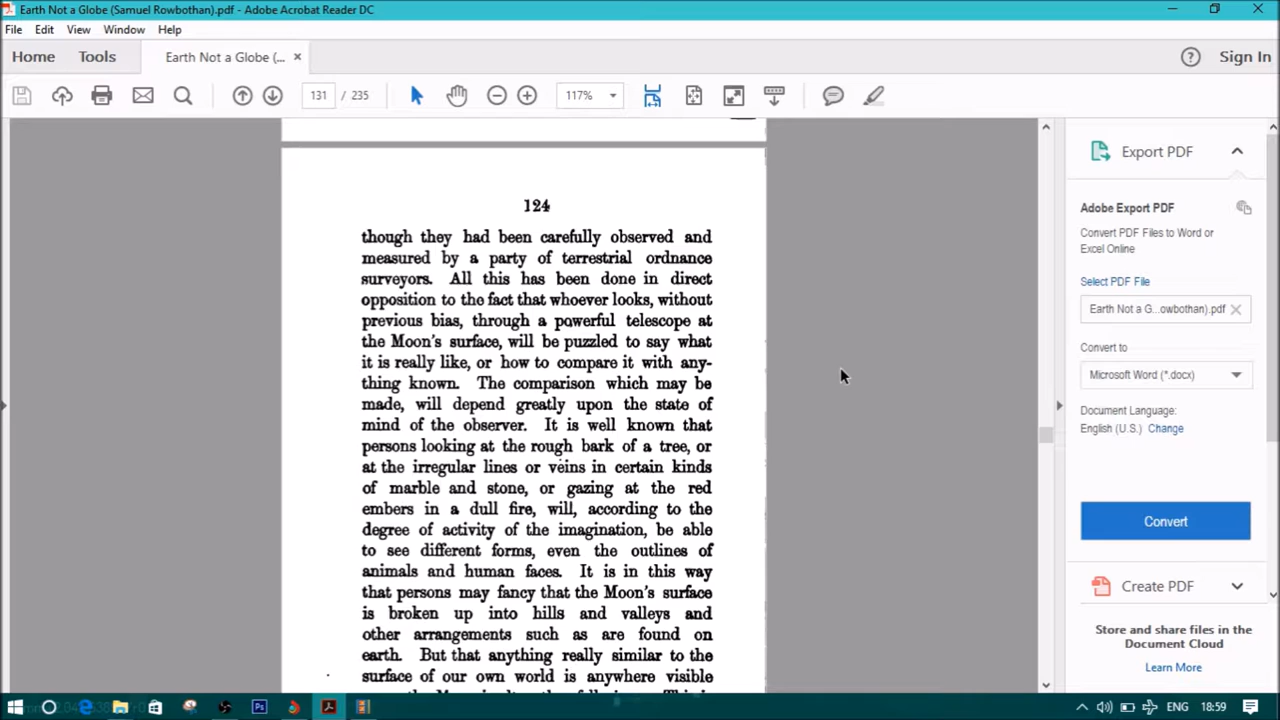 Earth Not a Globe (Samuel Rowbothan).pdf - Adobe Acrobat Reader DC
File Edit View Window Help
Home Tools Earth Not a Globe (... × Sign In
131 / 235 117%
124
though they had been carefully observed and
measured by a party of terrestrial ordnance
surveyors. All this has been done in direct
opposition to the fact that whoever looks, without
previous bias, through a powerful telescope at
the Moon's surface, will be puzzled to say what
it is really like, or how to compare it with any-
thing known. The comparison which may be
made, will depend greatly upon the state of
mind of the observer. It is well known that
persons looking at the rough bark of a tree, or
at the irregular lines or veins in certain kinds
of marble and stone, or gazing at the red
embers in a dull fire, will, according to the
degree of activity of the imagination, be able
to see different forms, even the outlines of
animals and human faces. It is in this way
that persons may fancy that the Moon's surface
is broken up into hills and valleys and
other arrangements such as are found on
earth. But that anything really similar to the
surface of our own world is anywhere visible
Export PDF
Adobe Export PDF
Convert PDF Files to Word or
Excel Online
Select PDF File
Earth Not a G...owbothan).pdf ×
Convert to
Microsoft Word (*.docx)
Document Language:
English (U.S.) Change
Convert
Create PDF
Store and share files in the
Document Cloud
Learn More
ENG 18:59